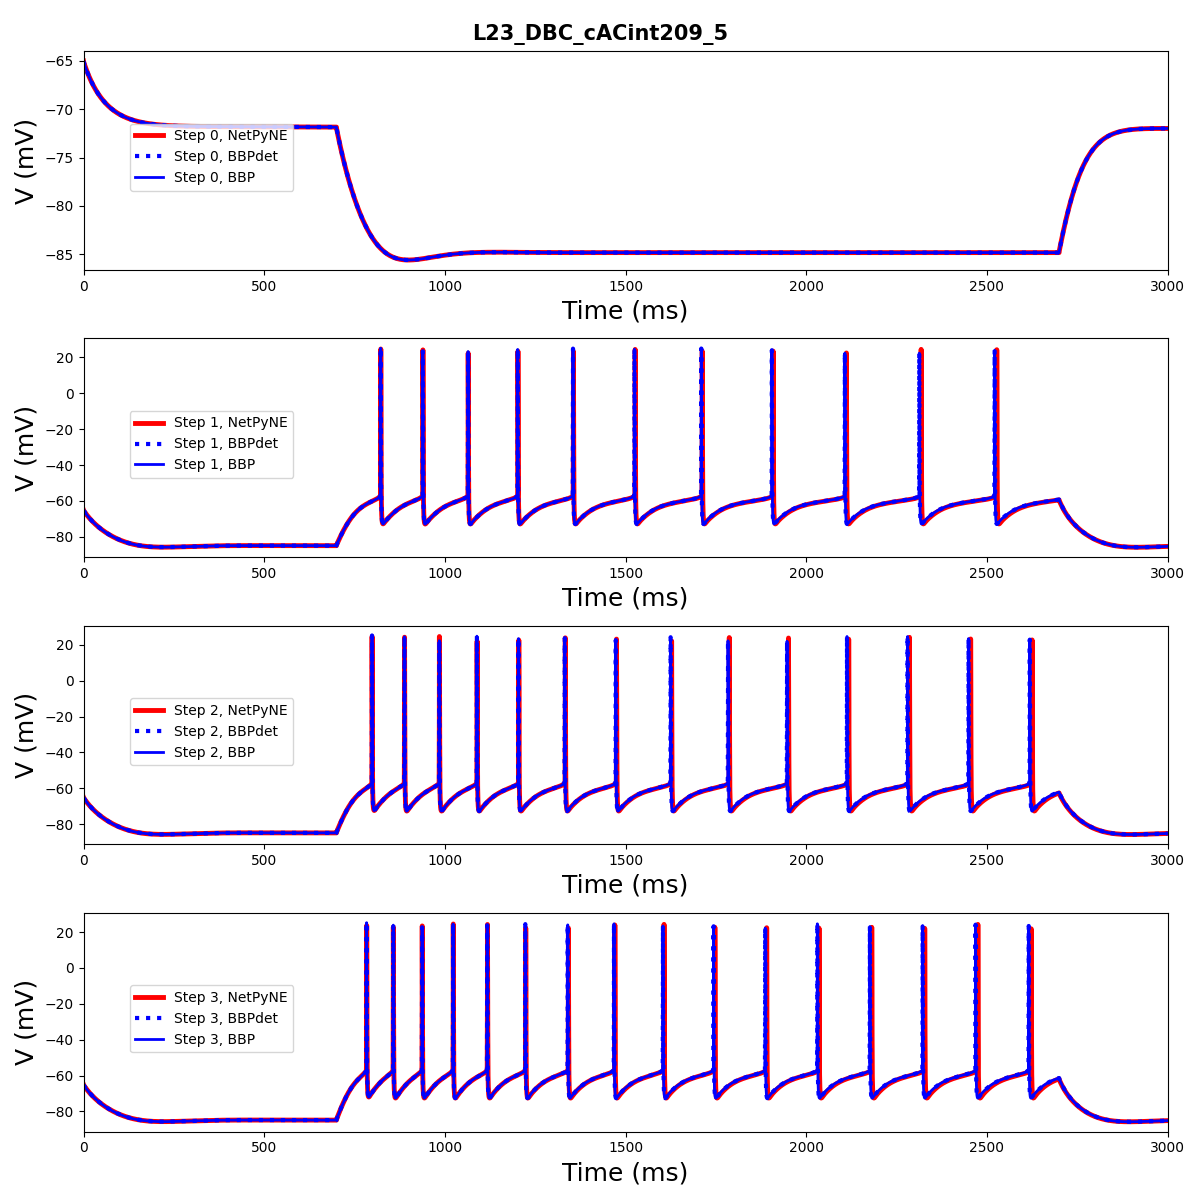 L23_DBC_cACint209_5
−65
−70
−75
−80
−85
V (mV)
Step 0, NetPyNE
Step 0, BBPdet
Step 0, BBP
0 500 1000 1500 2000 2500 3000
Time (ms)
20
0
−20
−40
−60
−80
V (mV)
Step 1, NetPyNE
Step 1, BBPdet
Step 1, BBP
0 500 1000 1500 2000 2500 3000
Time (ms)
20
0
−20
−40
−60
−80
V (mV)
Step 2, NetPyNE
Step 2, BBPdet
Step 2, BBP
0 500 1000 1500 2000 2500 3000
Time (ms)
20
0
−20
−40
−60
−80
V (mV)
Step 3, NetPyNE
Step 3, BBPdet
Step 3, BBP
0 500 1000 1500 2000 2500 3000
Time (ms)